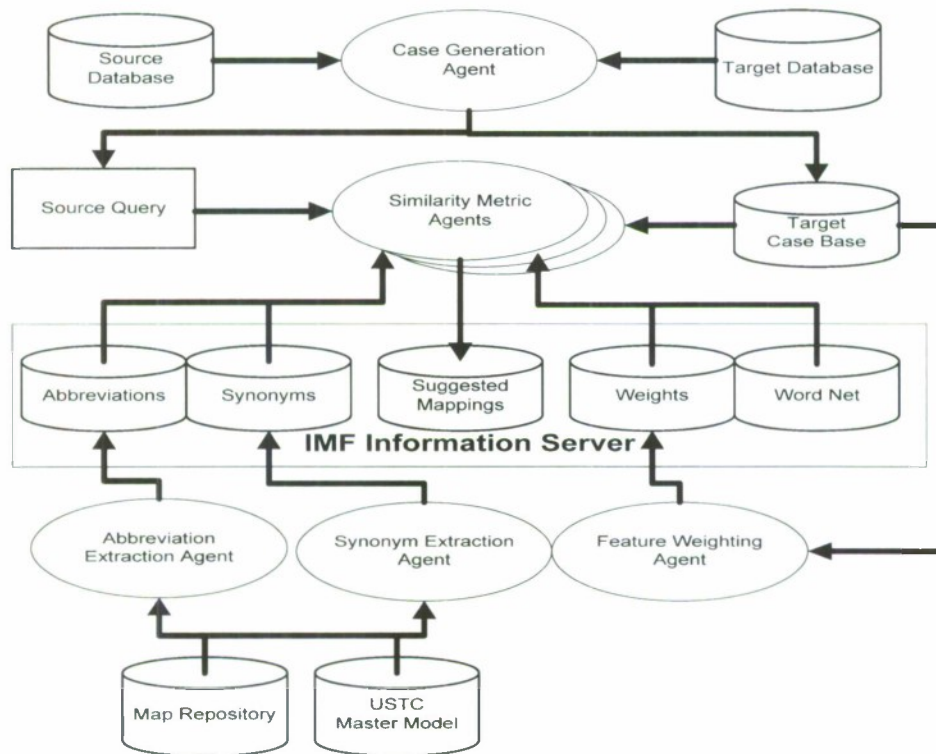 Source
Database
Case Generation
Agent
Target Database
Source Query
Similarity Metric
Agents
Target
Case Base
Abbreviations
Synonyms
Suggested
Mappings
Weights
Word Net
IMF Information Server
Abbreviation
Extraction Agent
Synonym Extraction
Agent
Feature Weighting
Agent
Map Repository
USTC
Master Model